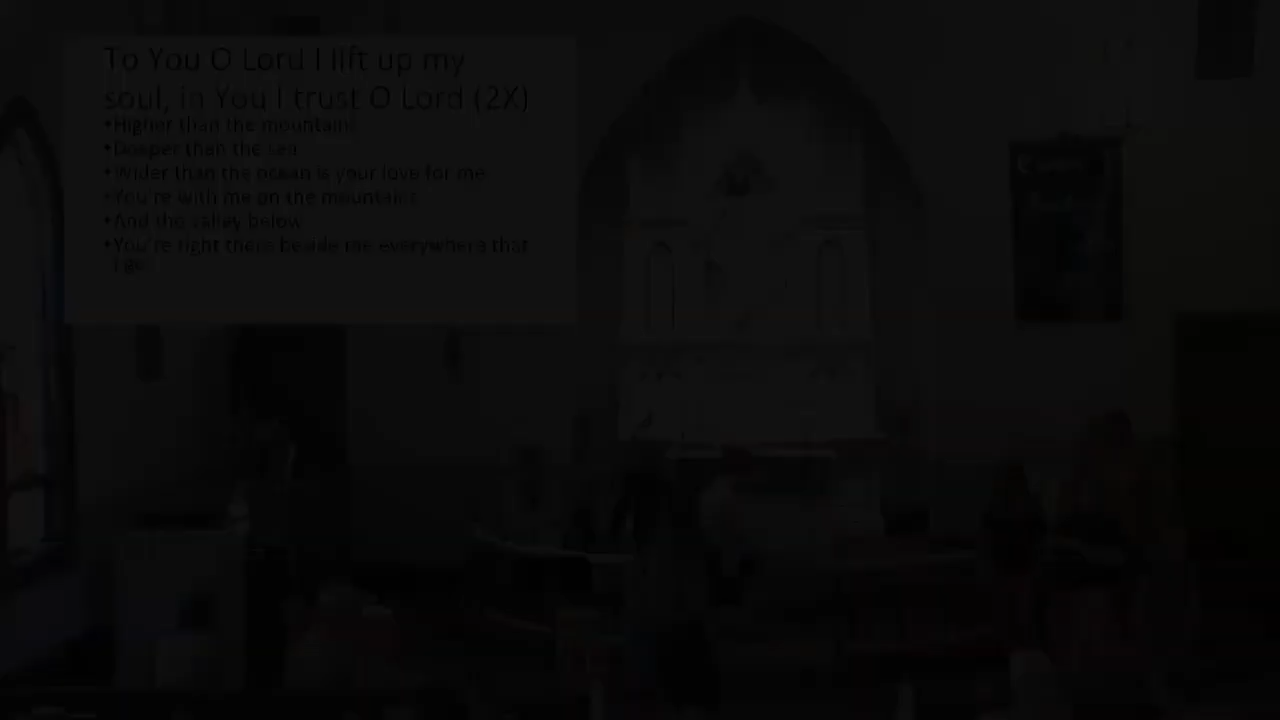 To You O Lord I lift up my
soul, in You I trust O Lord (2X)
•Higher than the mountains
•Deeper than the sea
•Wider than the ocean is your love for me
•You're with me on the mountains
•And the valley below
•You're right there beside me everywhere that
I go